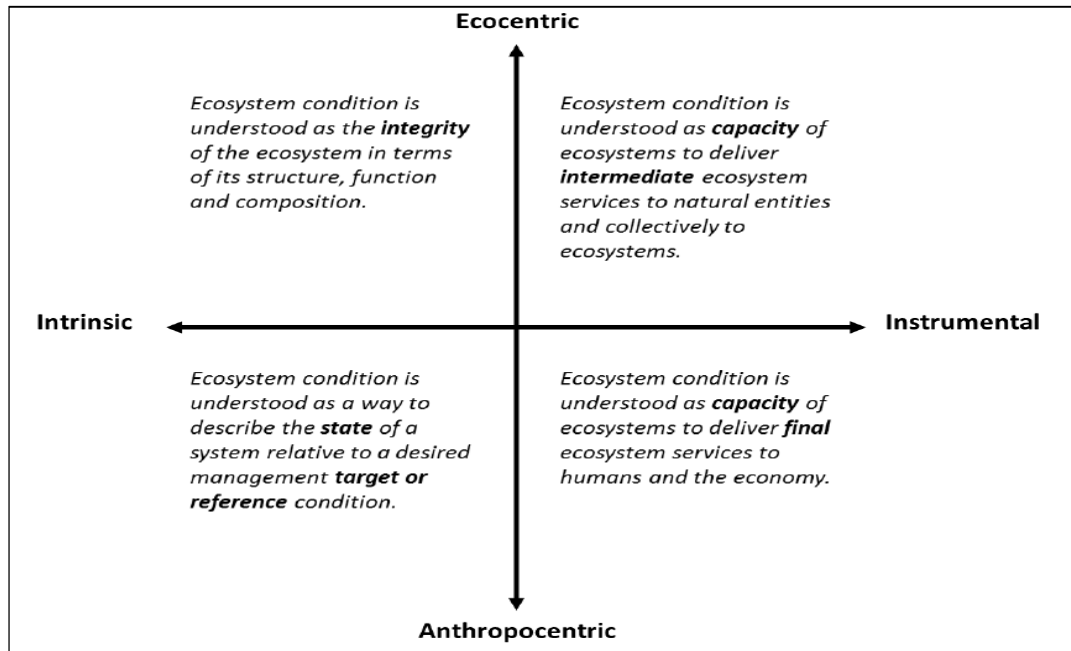 Ecocentric
Ecosystem condition is
understood as the integrity
of the ecosystem in terms
of its structure, function
and composition.
Ecosystem condition is
understood as capacity of
ecosystems to deliver
intermediate ecosystem
services to natural entities
and collectively to
ecosystems.
Intrinsic
Instrumental
Ecosystem condition is
understood as a way to
describe the state of a
system relative to a desired
management target or
reference condition.
Ecosystem condition is
understood as capacity of
ecosystems to deliver final
ecosystem services to
humans and the economy.
Anthropocentric